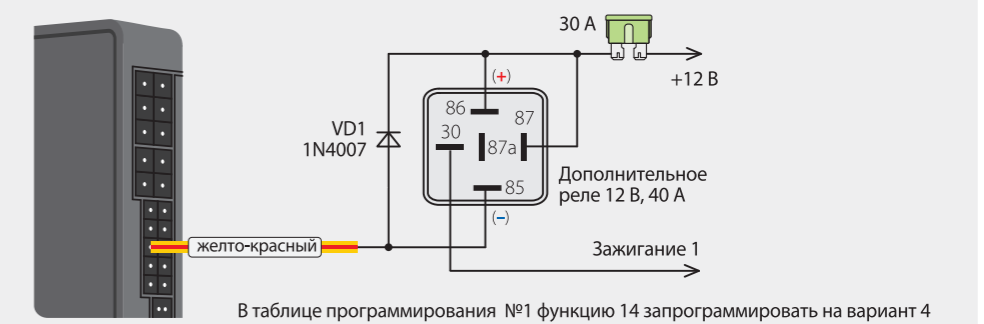 30 А
+12 В
(+)
86
87
VD1
1N4007
30
87а
Дополнительное
реле 12 В, 40 А
85
(–)
желто-красный
Зажигание 1
В таблице программирования №1 функцию 14 запрограммировать на вариант 4